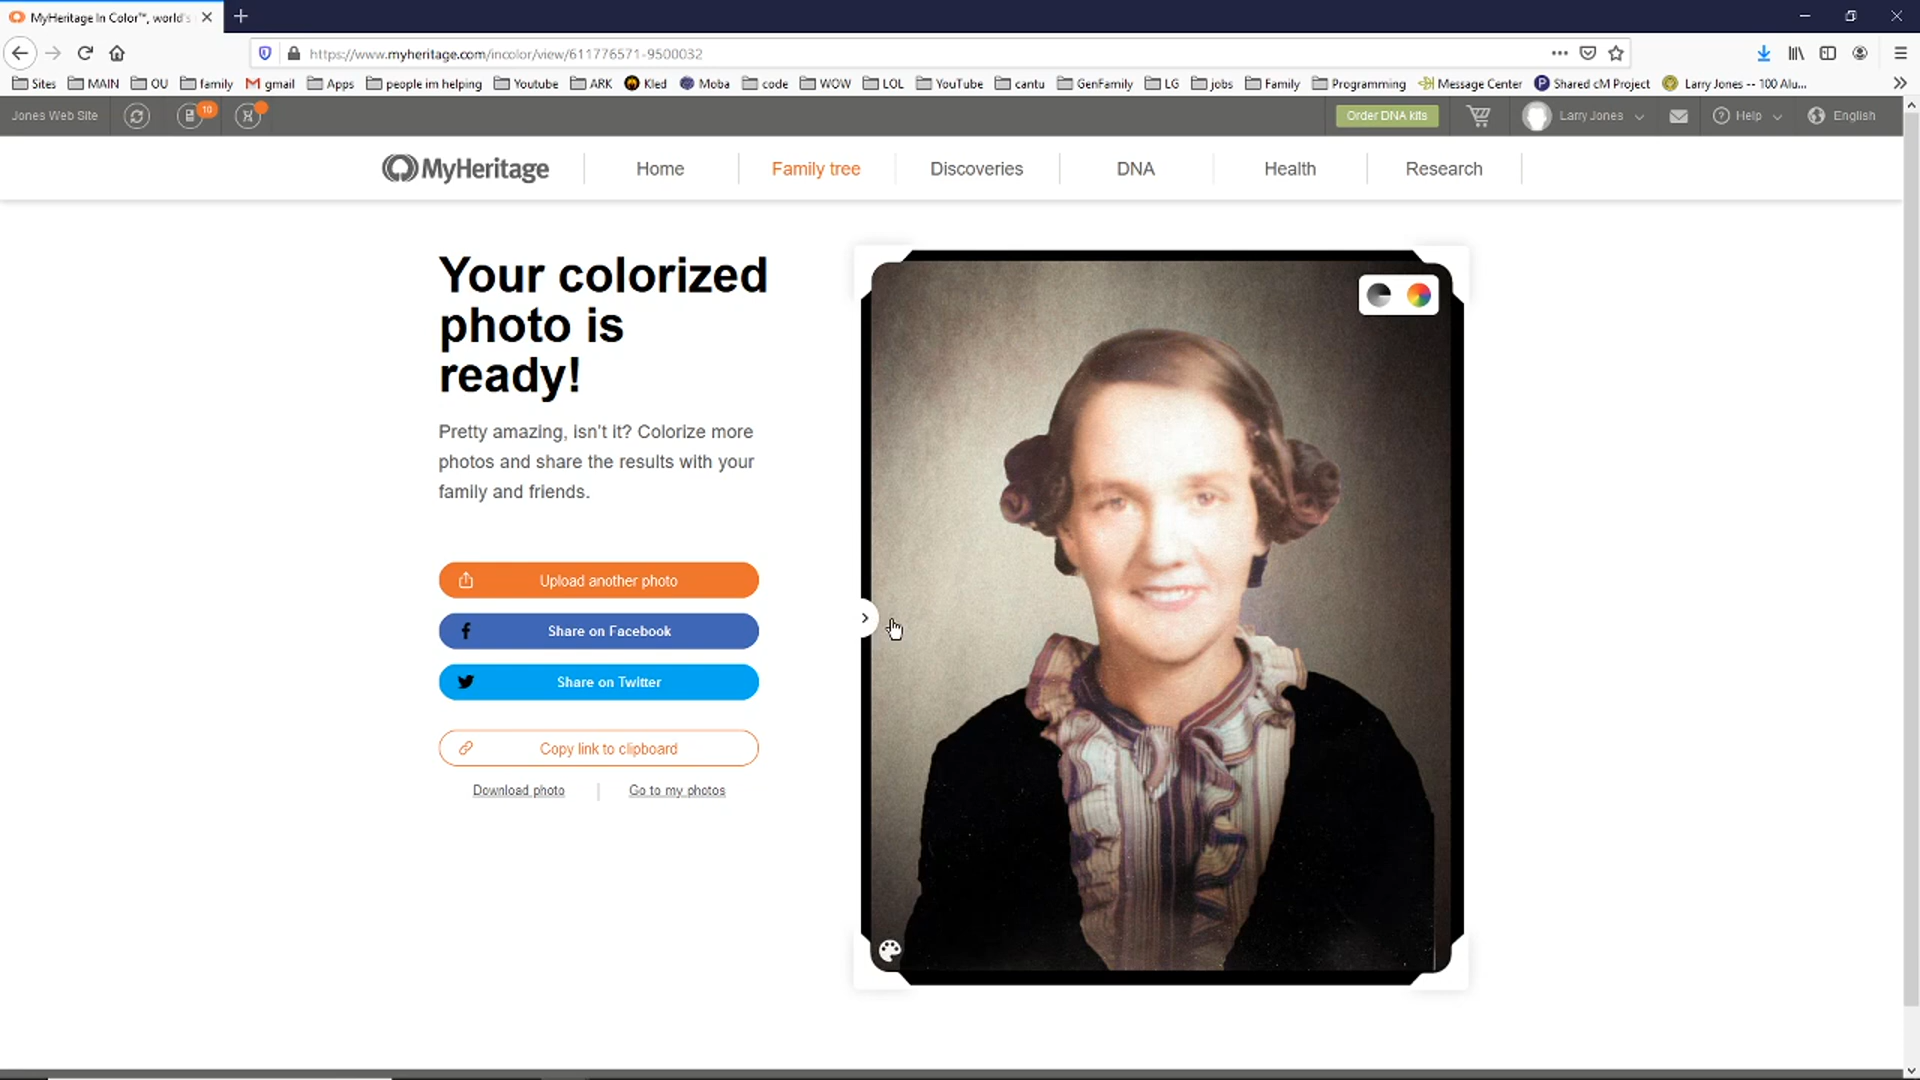 MyHeritage In Color™, world's
https://www.myheritage.com/incolor/view/611776571-9500032
Sites MAIN OU family gmail Apps people im helping Youtube ARK Kled Moba code WOW LOL YouTube cantu GenFamily LG jobs Family Programming Message Center Shared cM Project Larry Jones -- 100 Alu...
Jones Web Site 10 Order DNA kits Larry Jones Help English
MyHeritage Home Family tree Discoveries DNA Health Research
Your colorized
photo is
ready!
Pretty amazing, isn't it? Colorize more
photos and share the results with your
family and friends.
Upload another photo
Share on Facebook
Share on Twitter
Copy link to clipboard
Download photo | Go to my photos